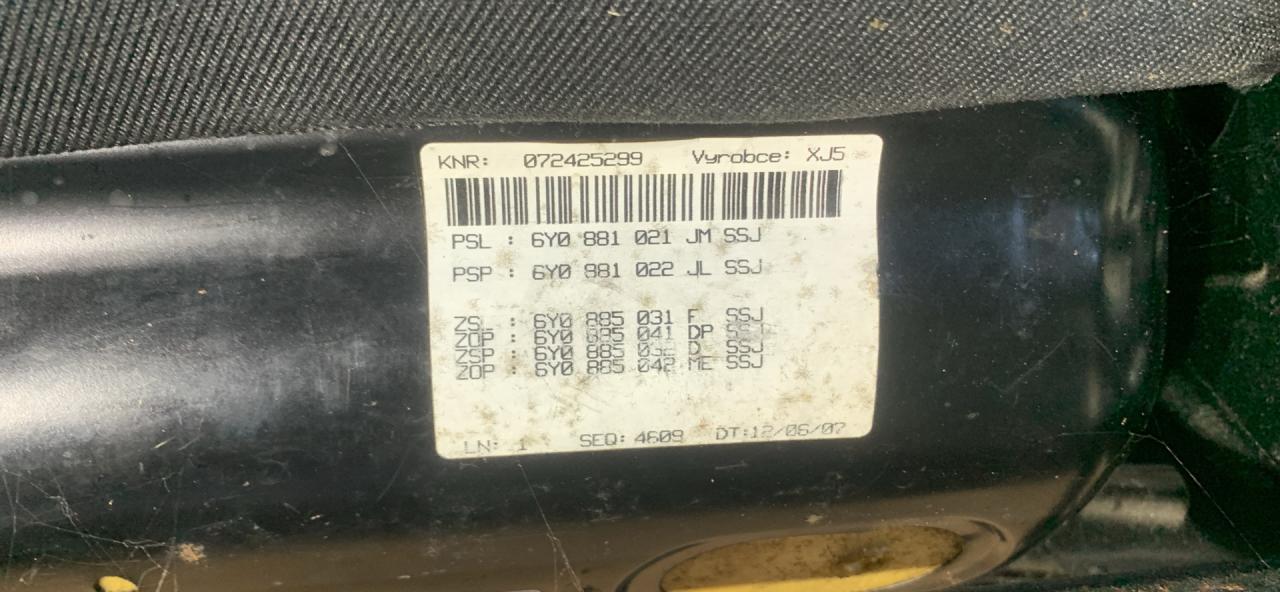 KNR: 072425299 Vyrobce: XJ5
PSL : 6Y0 881 021 JM SSJ
PSP : 6Y0 881 022 JL SSJ
ZSL : 6Y0 885 031 F SSJ
ZOP : 6Y0 885 041 DP SSJ
ZSP : 6Y0 885 032 D SSJ
ZOP : 6Y0 885 042 ME SSJ
LN: 1 SEQ: 4609 DT:12/06/07